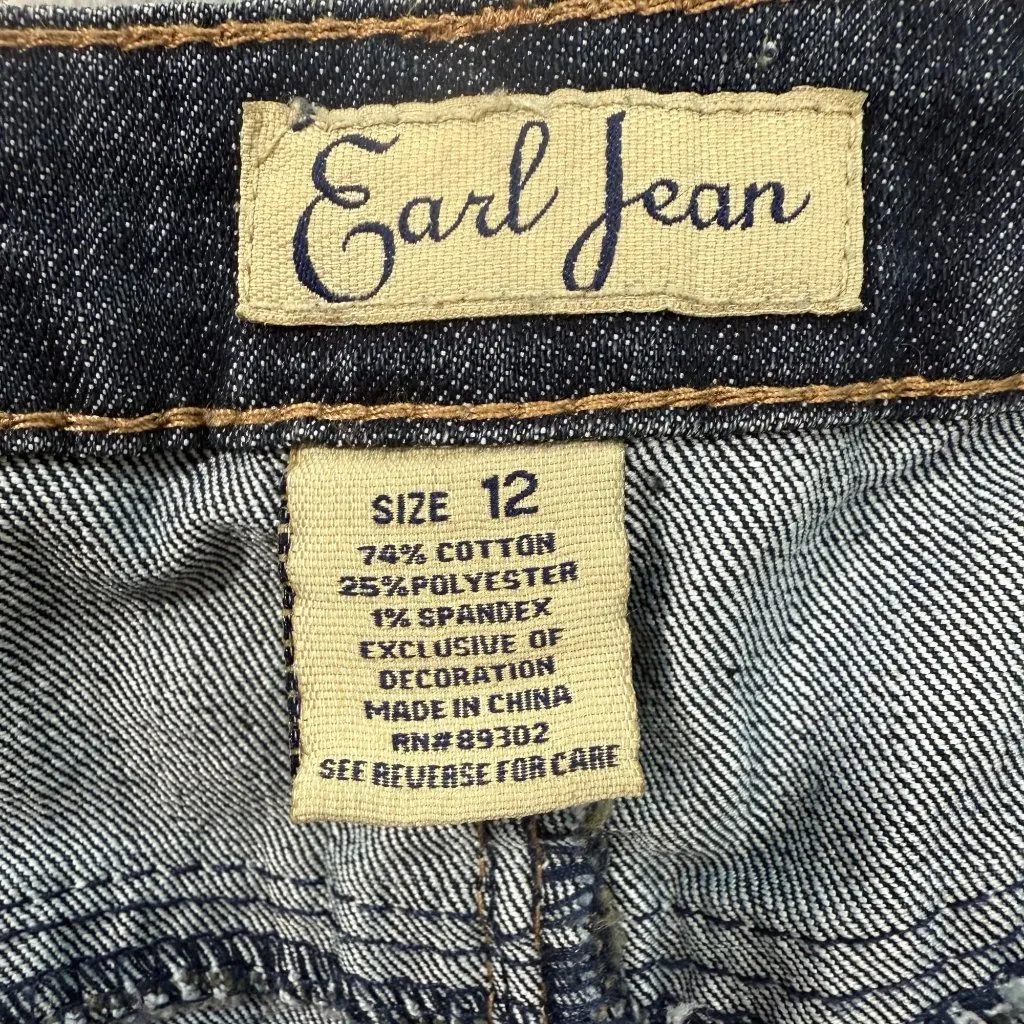 Earl Jean
SIZE 12
74% COTTON
25% POLYESTER
1% SPANDEX
EXCLUSIVE OF
DECORATION
MADE IN CHINA
RN#89302
SEE REVERSE FOR CARE